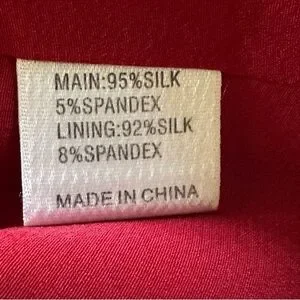 MAIN:95%SILK
5%SPANDEX
LINING:92%SILK
8%SPANDEX
MADE IN CHINA